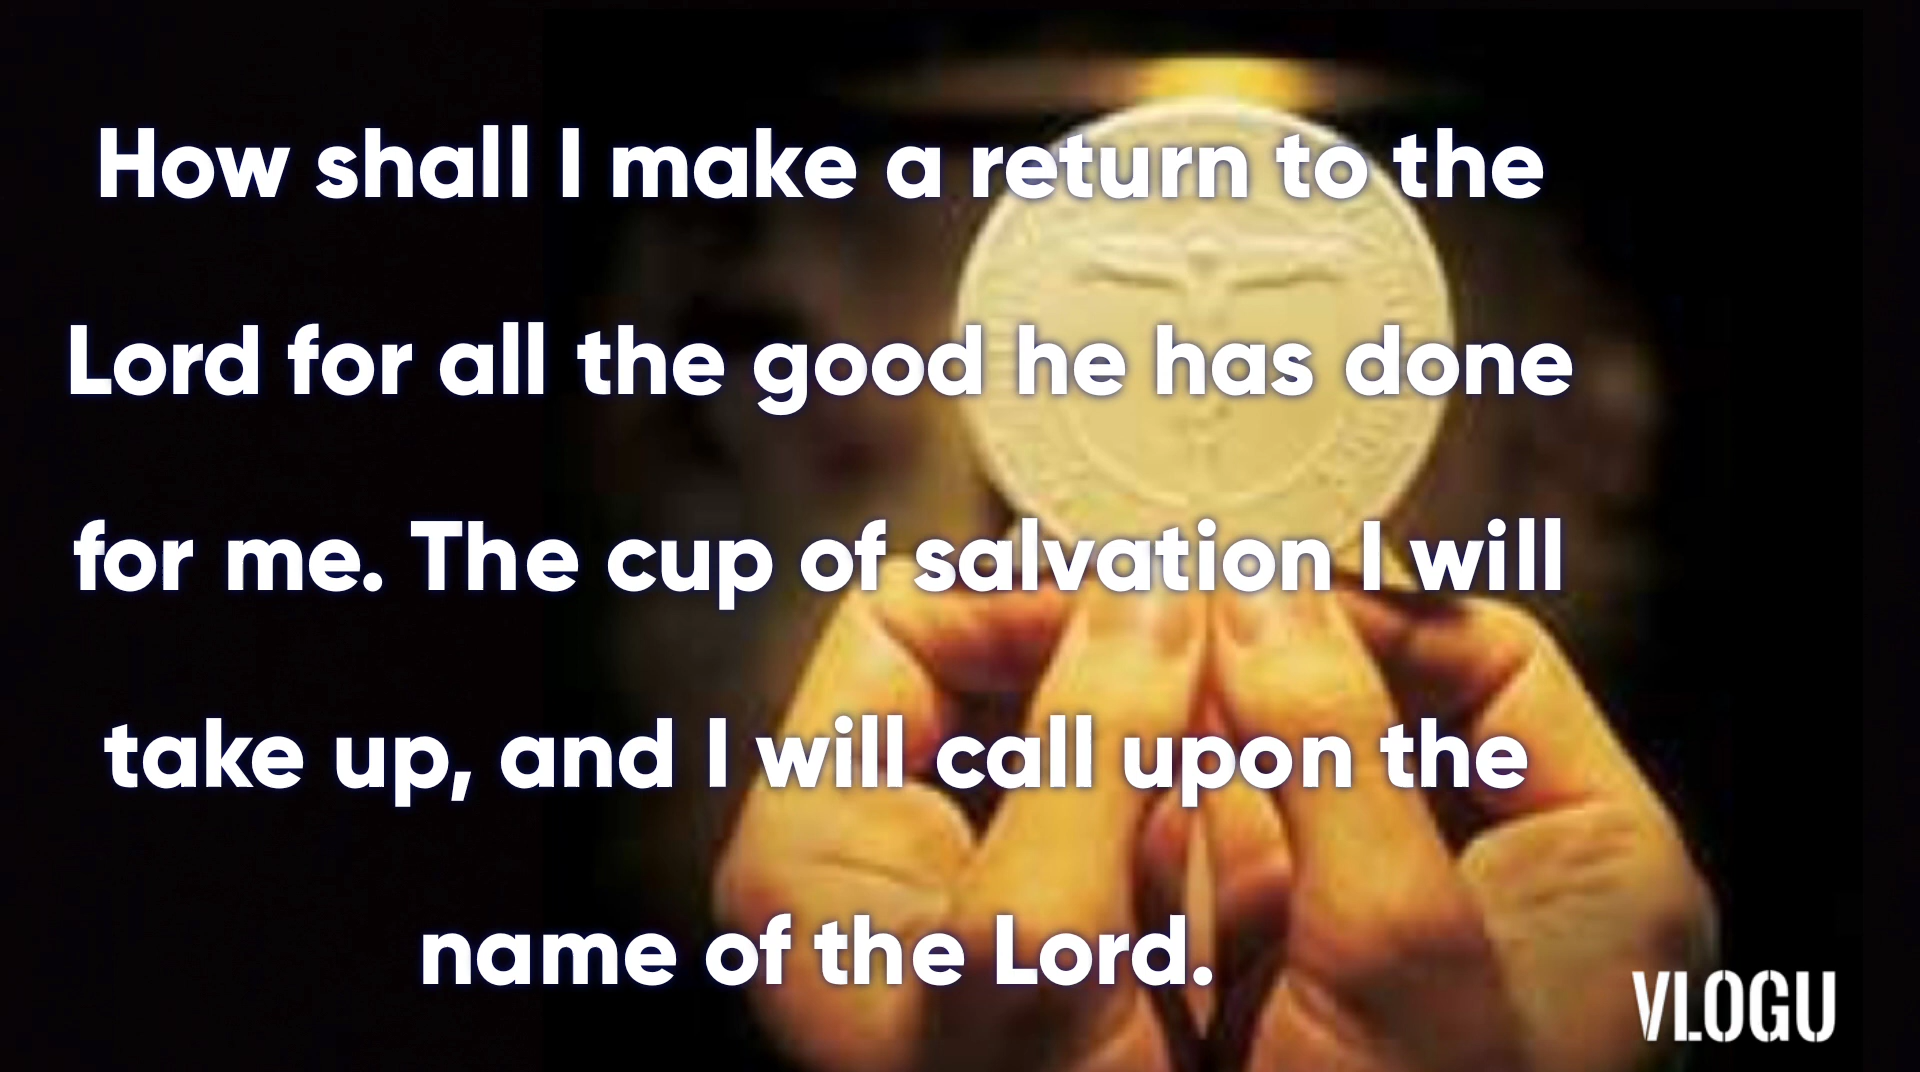 How shall I make a return to the
Lord for all the good he has done
for me. The cup of salvation I will
take up, and I will call upon the
name of the Lord.
VLOGU